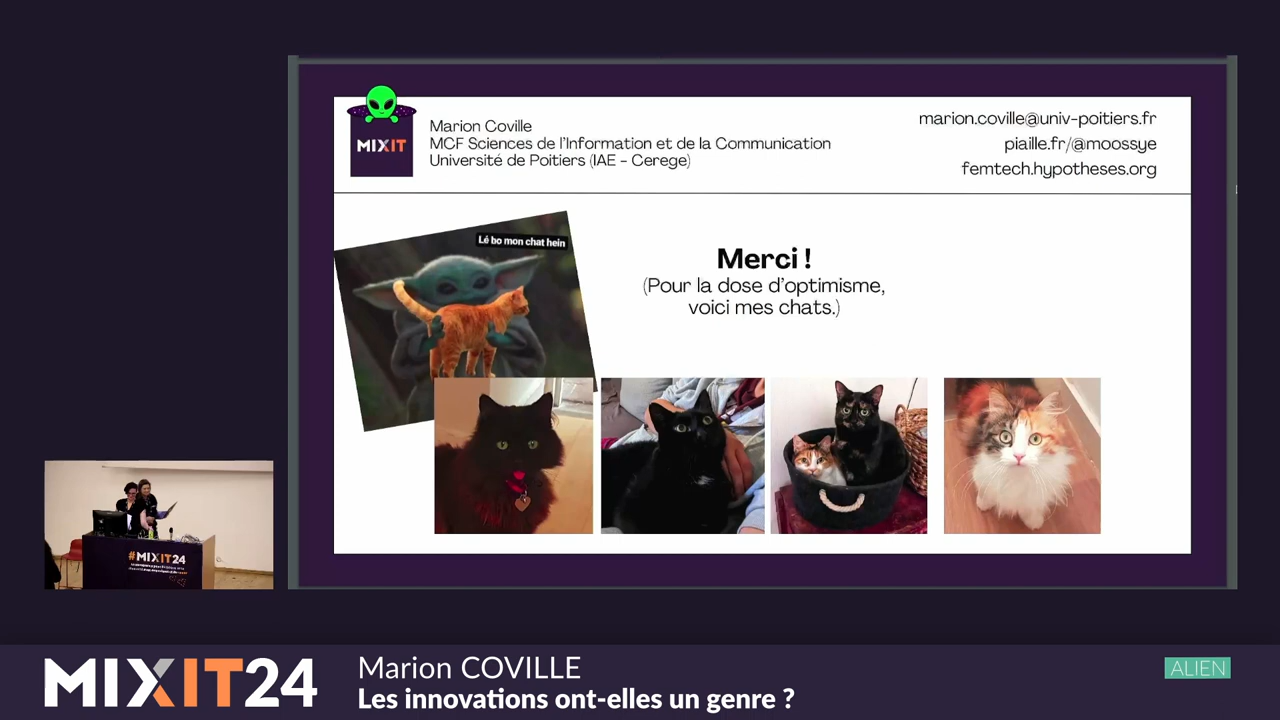 MIXIT
Marion Coville
MCF Sciences de l'Information et de la Communication
Université de Poitiers (IAE - Cerege)
marion.coville@univ-poitiers.fr
piaille.fr/@moossye
femtech.hypotheses.org
Lé bo mon chat hein
Merci !
(Pour la dose d'optimisme,
voici mes chats.)
#MIXIT24
MIXIT24
Marion COVILLE
Les innovations ont-elles un genre ?
ALIEN